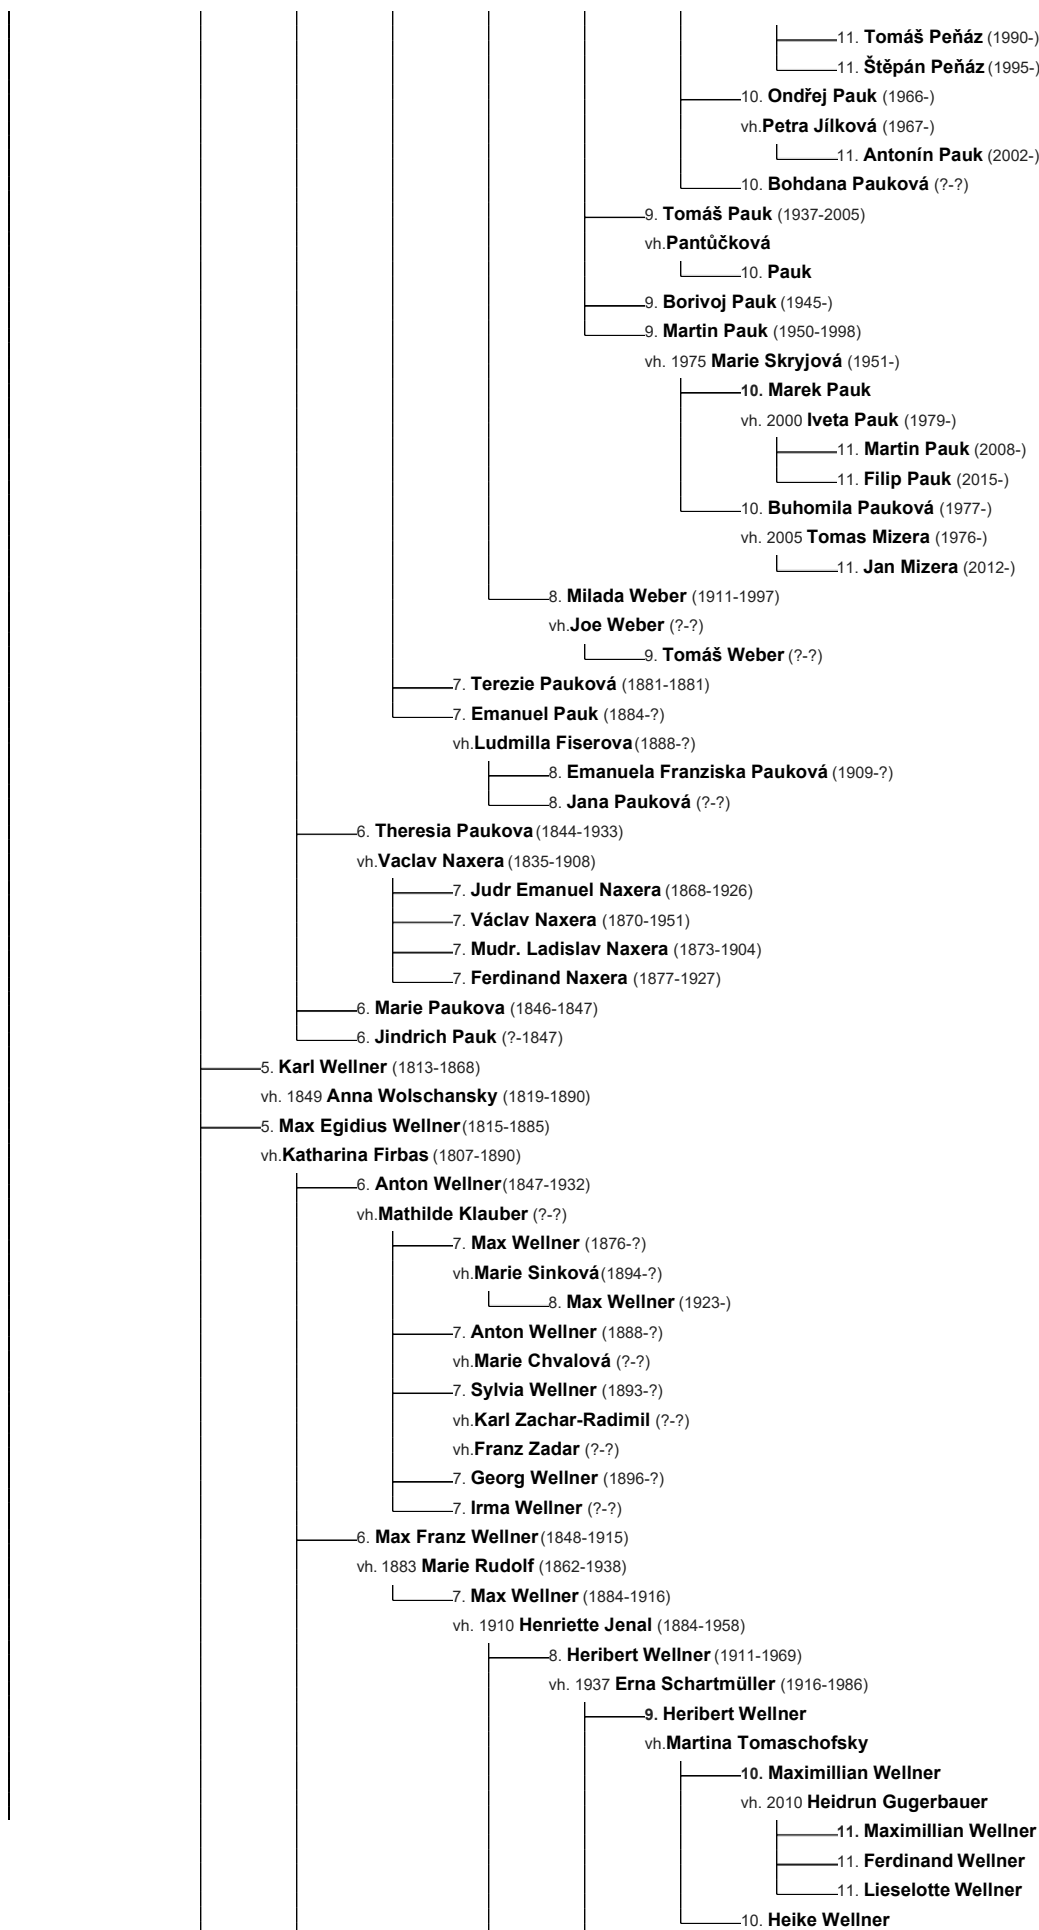 11. Tomáš Peňáz (1990-)
11. Štěpán Peňáz (1995-)
10. Ondřej Pauk (1966-)
vh.Petra Jílková (1967-)
11. Antonín Pauk (2002-)
10. Bohdana Pauková (?-?)
9. Tomáš Pauk (1937-2005)
vh.Pantůčková
10. Pauk
9. Borivoj Pauk (1945-)
9. Martin Pauk (1950-1998)
vh. 1975 Marie Skryjová (1951-)
10. Marek Pauk
vh. 2000 Iveta Pauk (1979-)
11. Martin Pauk (2008-)
11. Filip Pauk (2015-)
10. Buhomila Pauková (1977-)
vh. 2005 Tomas Mizera (1976-)
11. Jan Mizera (2012-)
8. Milada Weber (1911-1997)
vh.Joe Weber (?-?)
9. Tomáš Weber (?-?)
7. Terezie Pauková (1881-1881)
7. Emanuel Pauk (1884-?)
vh.Ludmilla Fiserova (1888-?)
8. Emanuela Franziska Pauková (1909-?)
8. Jana Pauková (?-?)
6. Theresia Paukova (1844-1933)
vh.Vaclav Naxera (1835-1908)
7. Judr Emanuel Naxera (1868-1926)
7. Václav Naxera (1870-1951)
7. Mudr. Ladislav Naxera (1873-1904)
7. Ferdinand Naxera (1877-1927)
6. Marie Paukova (1846-1847)
6. Jindrich Pauk (?-1847)
5. Karl Wellner (1813-1868)
vh. 1849 Anna Wolschansky (1819-1890)
5. Max Egidius Wellner (1815-1885)
vh.Katharina Firbas (1807-1890)
6. Anton Wellner (1847-1932)
vh.Mathilde Klauber (?-?)
7. Max Wellner (1876-?)
vh.Marie Sinková (1894-?)
8. Max Wellner (1923-)
7. Anton Wellner (1888-?)
vh.Marie Chvalová (?-?)
7. Sylvia Wellner (1893-?)
vh.Karl Zachar-Radimil (?-?)
vh.Franz Zadar (?-?)
7. Georg Wellner (1896-?)
7. Irma Wellner (?-?)
6. Max Franz Wellner (1848-1915)
vh. 1883 Marie Rudolf (1862-1938)
7. Max Wellner (1884-1916)
vh. 1910 Henriette Jenal (1884-1958)
8. Heribert Wellner (1911-1969)
vh. 1937 Erna Schartmüller (1916-1986)
9. Heribert Wellner
vh.Martina Tomaschofsky
10. Maximillian Wellner
vh. 2010 Heidrun Gugerbauer
11. Maximillian Wellner
11. Ferdinand Wellner
11. Lieselotte Wellner
10. Heike Wellner